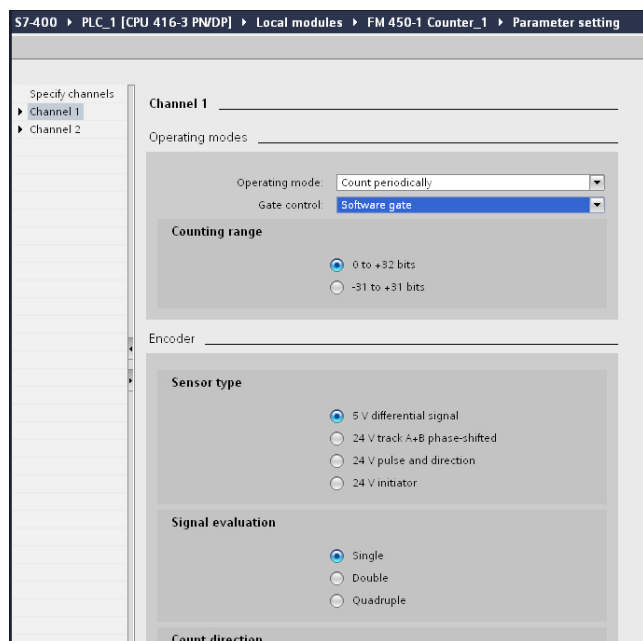 S7-400 ▸ PLC_1 [CPU 416-3 PN/DP] ▸ Local modules ▸ FM 450-1 Counter_1 ▸ Parameter setting
Specify channels
Channel 1
Channel 2
Channel 1
Operating modes
Operating mode: Count periodically
Gate control: Software gate
Counting range
0 to +32 bits
-31 to +31 bits
Encoder
Sensor type
5 V differential signal
24 V track A+B phase-shifted
24 V pulse and direction
24 V initiator
Signal evaluation
Single
Double
Quadruple
Count direction